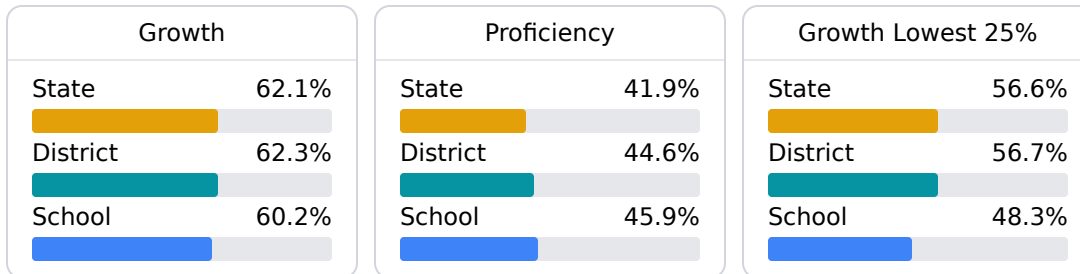 Growth
State 62.1%
District 62.3%
School 60.2%
Proficiency
State 41.9%
District 44.6%
School 45.9%
Growth Lowest 25%
State 56.6%
District 56.7%
School 48.3%